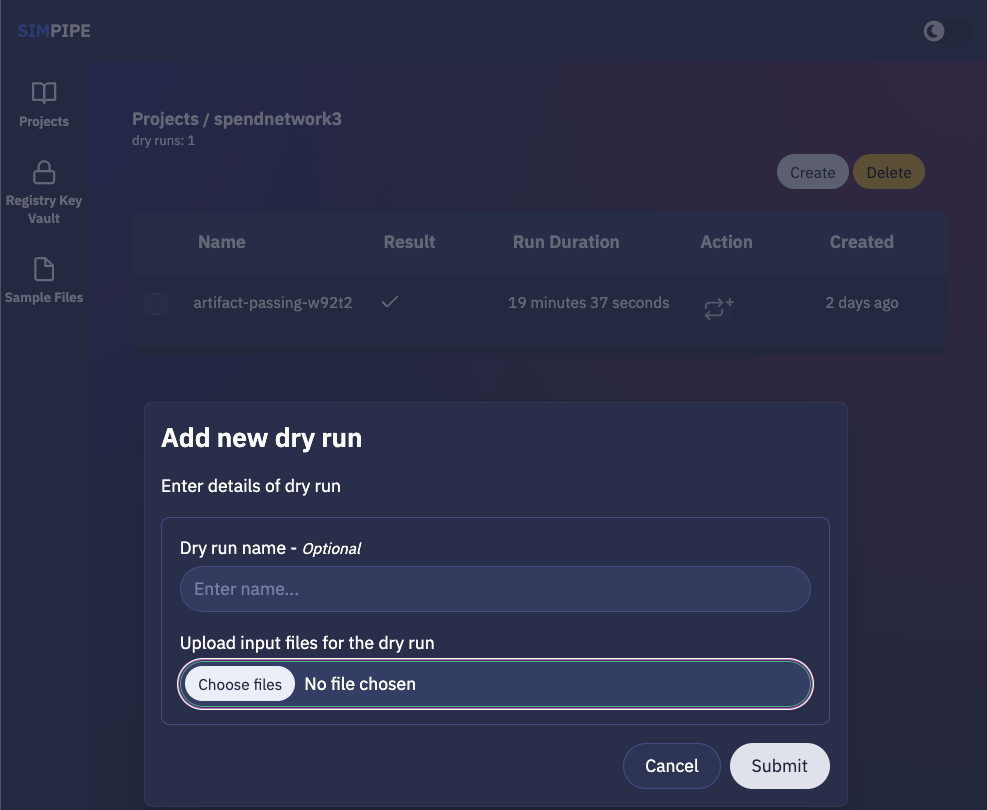 SIMPIPE
Projects
Registry Key
Vault
Sample Files
Projects / spendnetwork3
dry runs: 1
Create Delete
Name Result Run Duration Action Created
artifact-passing-w92t2 19 minutes 37 seconds 2 days ago
Add new dry run
Enter details of dry run
Dry run name - Optional
Enter name...
Upload input files for the dry run
Choose files No file chosen
Cancel Submit